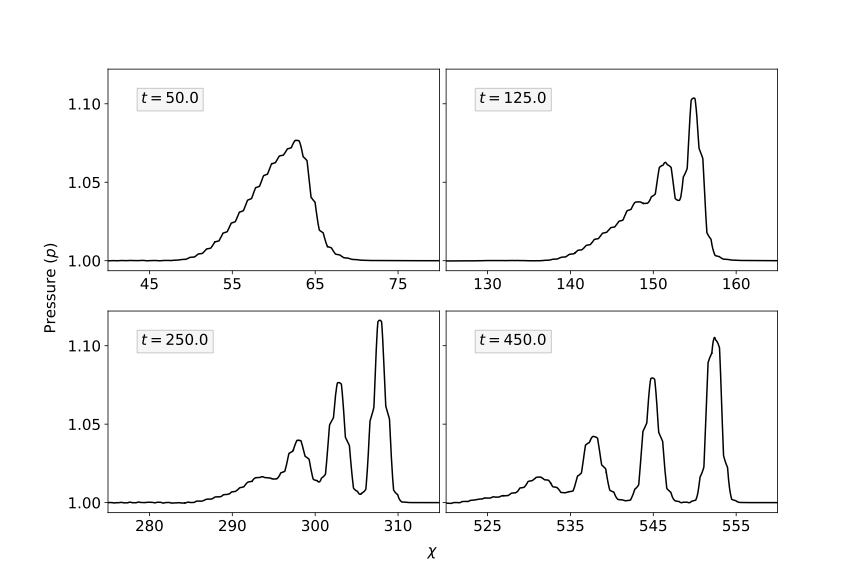 t = 50.0
t = 125.0
1.10
1.05
1.00
45 55 65 75
130 140 150 160
Pressure (p)
t = 250.0
t = 450.0
1.10
1.05
1.00
280 290 300 310
525 535 545 555
χ